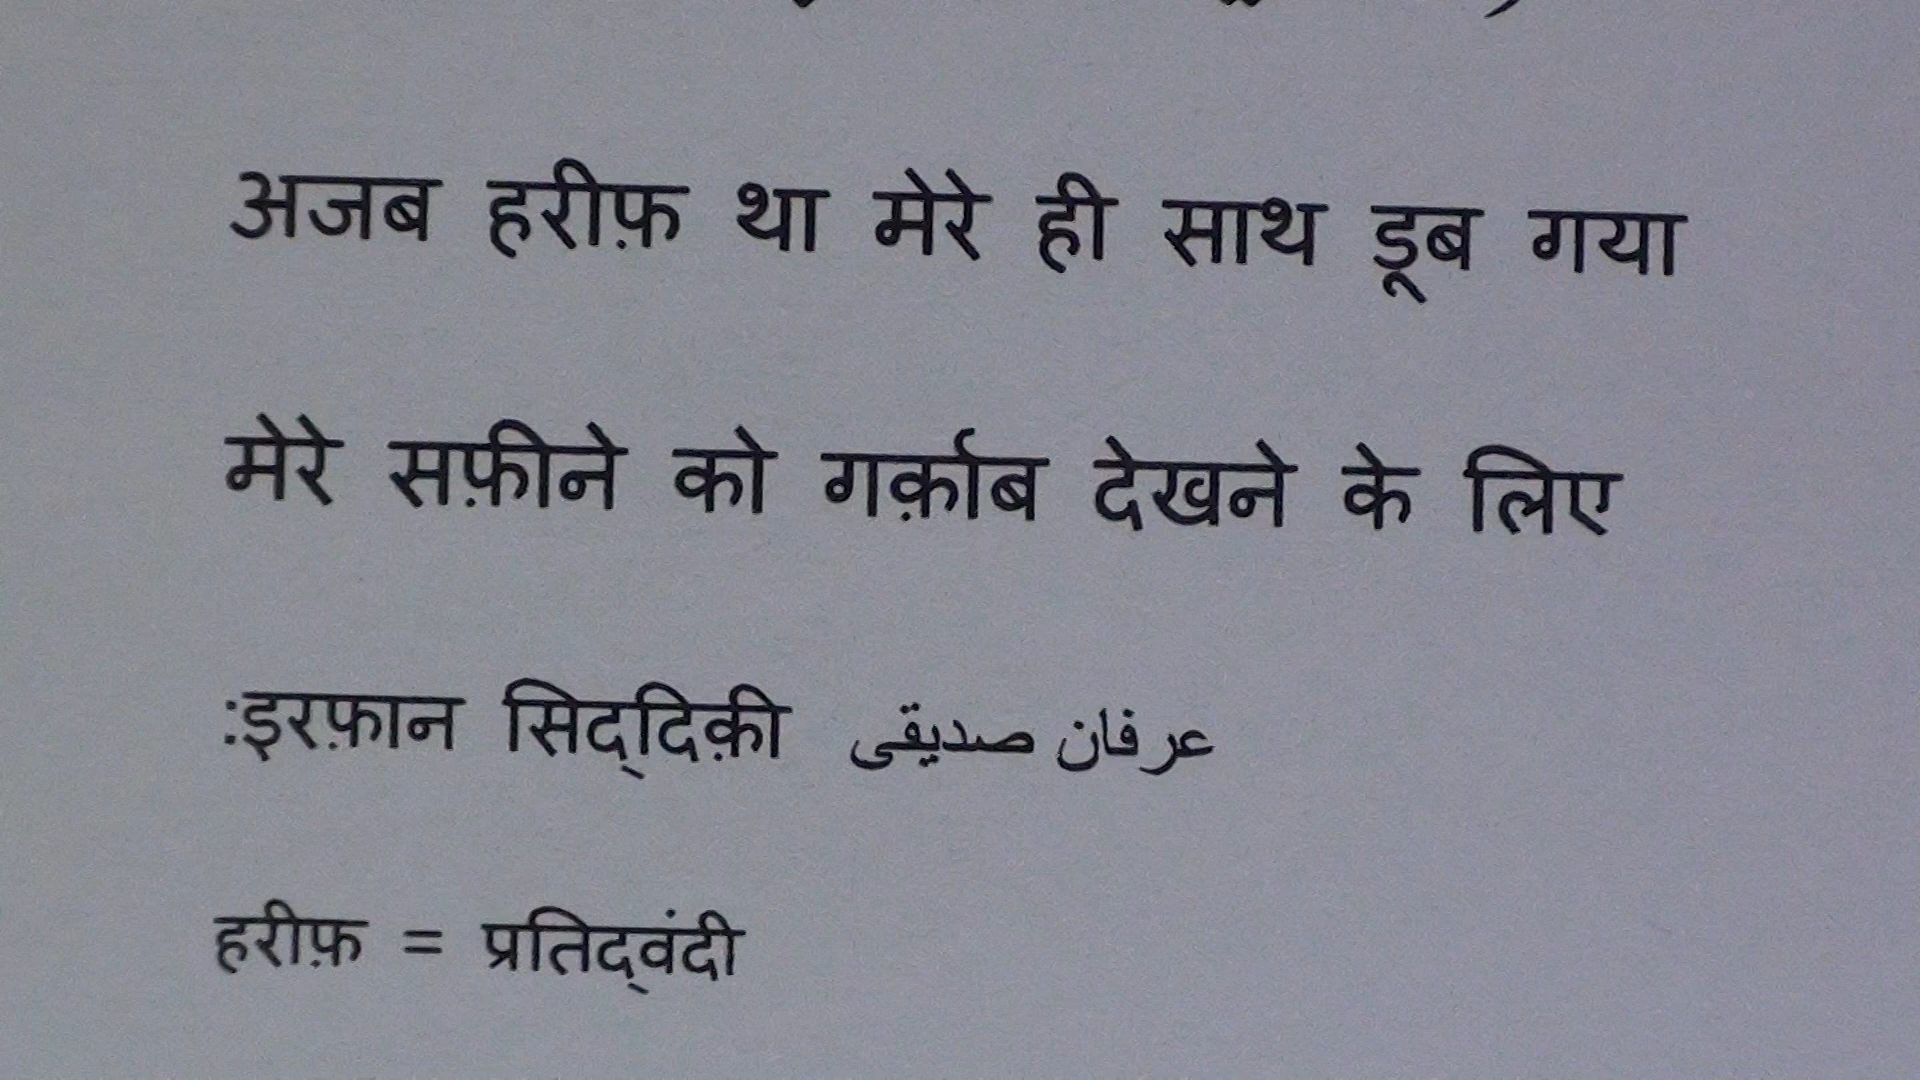 अजब हरीफ़ था मेरे ही साथ डूब गया
मेरे सफ़ीने को गर्क़ाब देखने के लिए
:इरफ़ान सिद्‌दिक़ी عرفان صدیقی
हरीफ़ = प्रतिद्‌वंदी